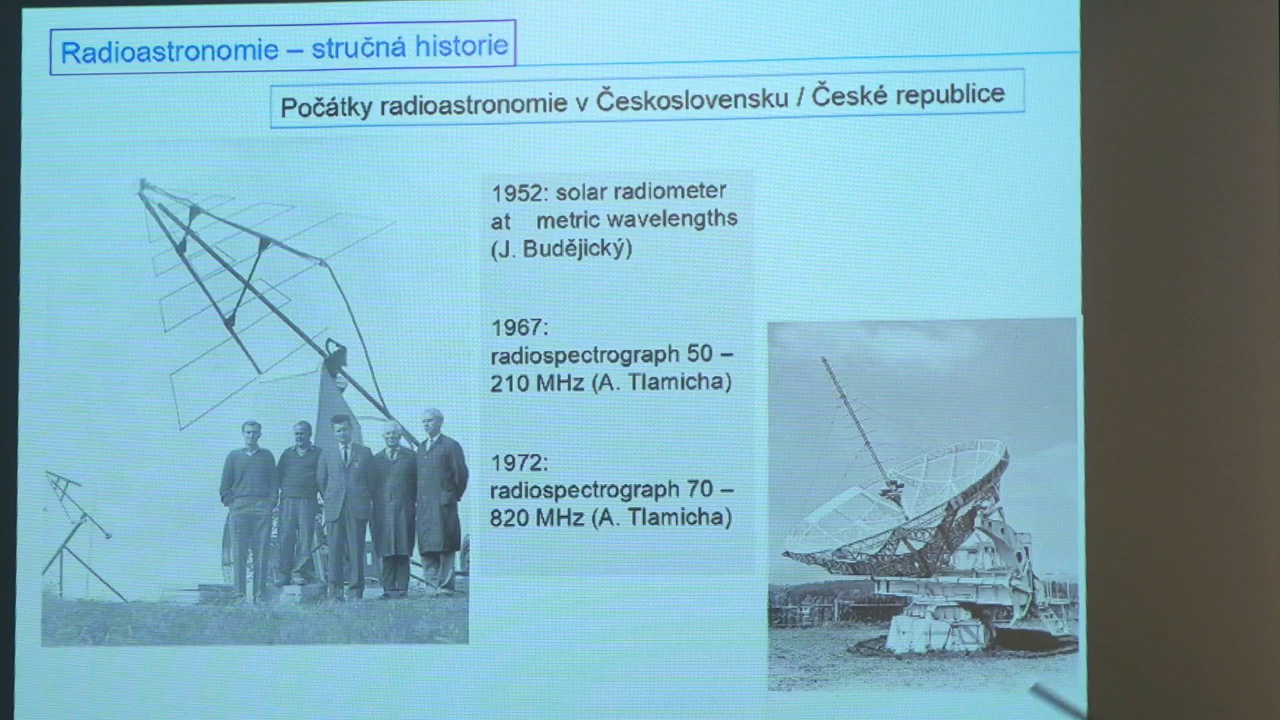 Radioastronomie – stručná historie
Počátky radioastronomie v Československu / České republice
1952: solar radiometer
at metric wavelengths
(J. Budějický)
1967:
radiospectrograph 50 –
210 MHz (A. Tlamicha)
1972:
radiospectrograph 70 –
820 MHz (A. Tlamicha)